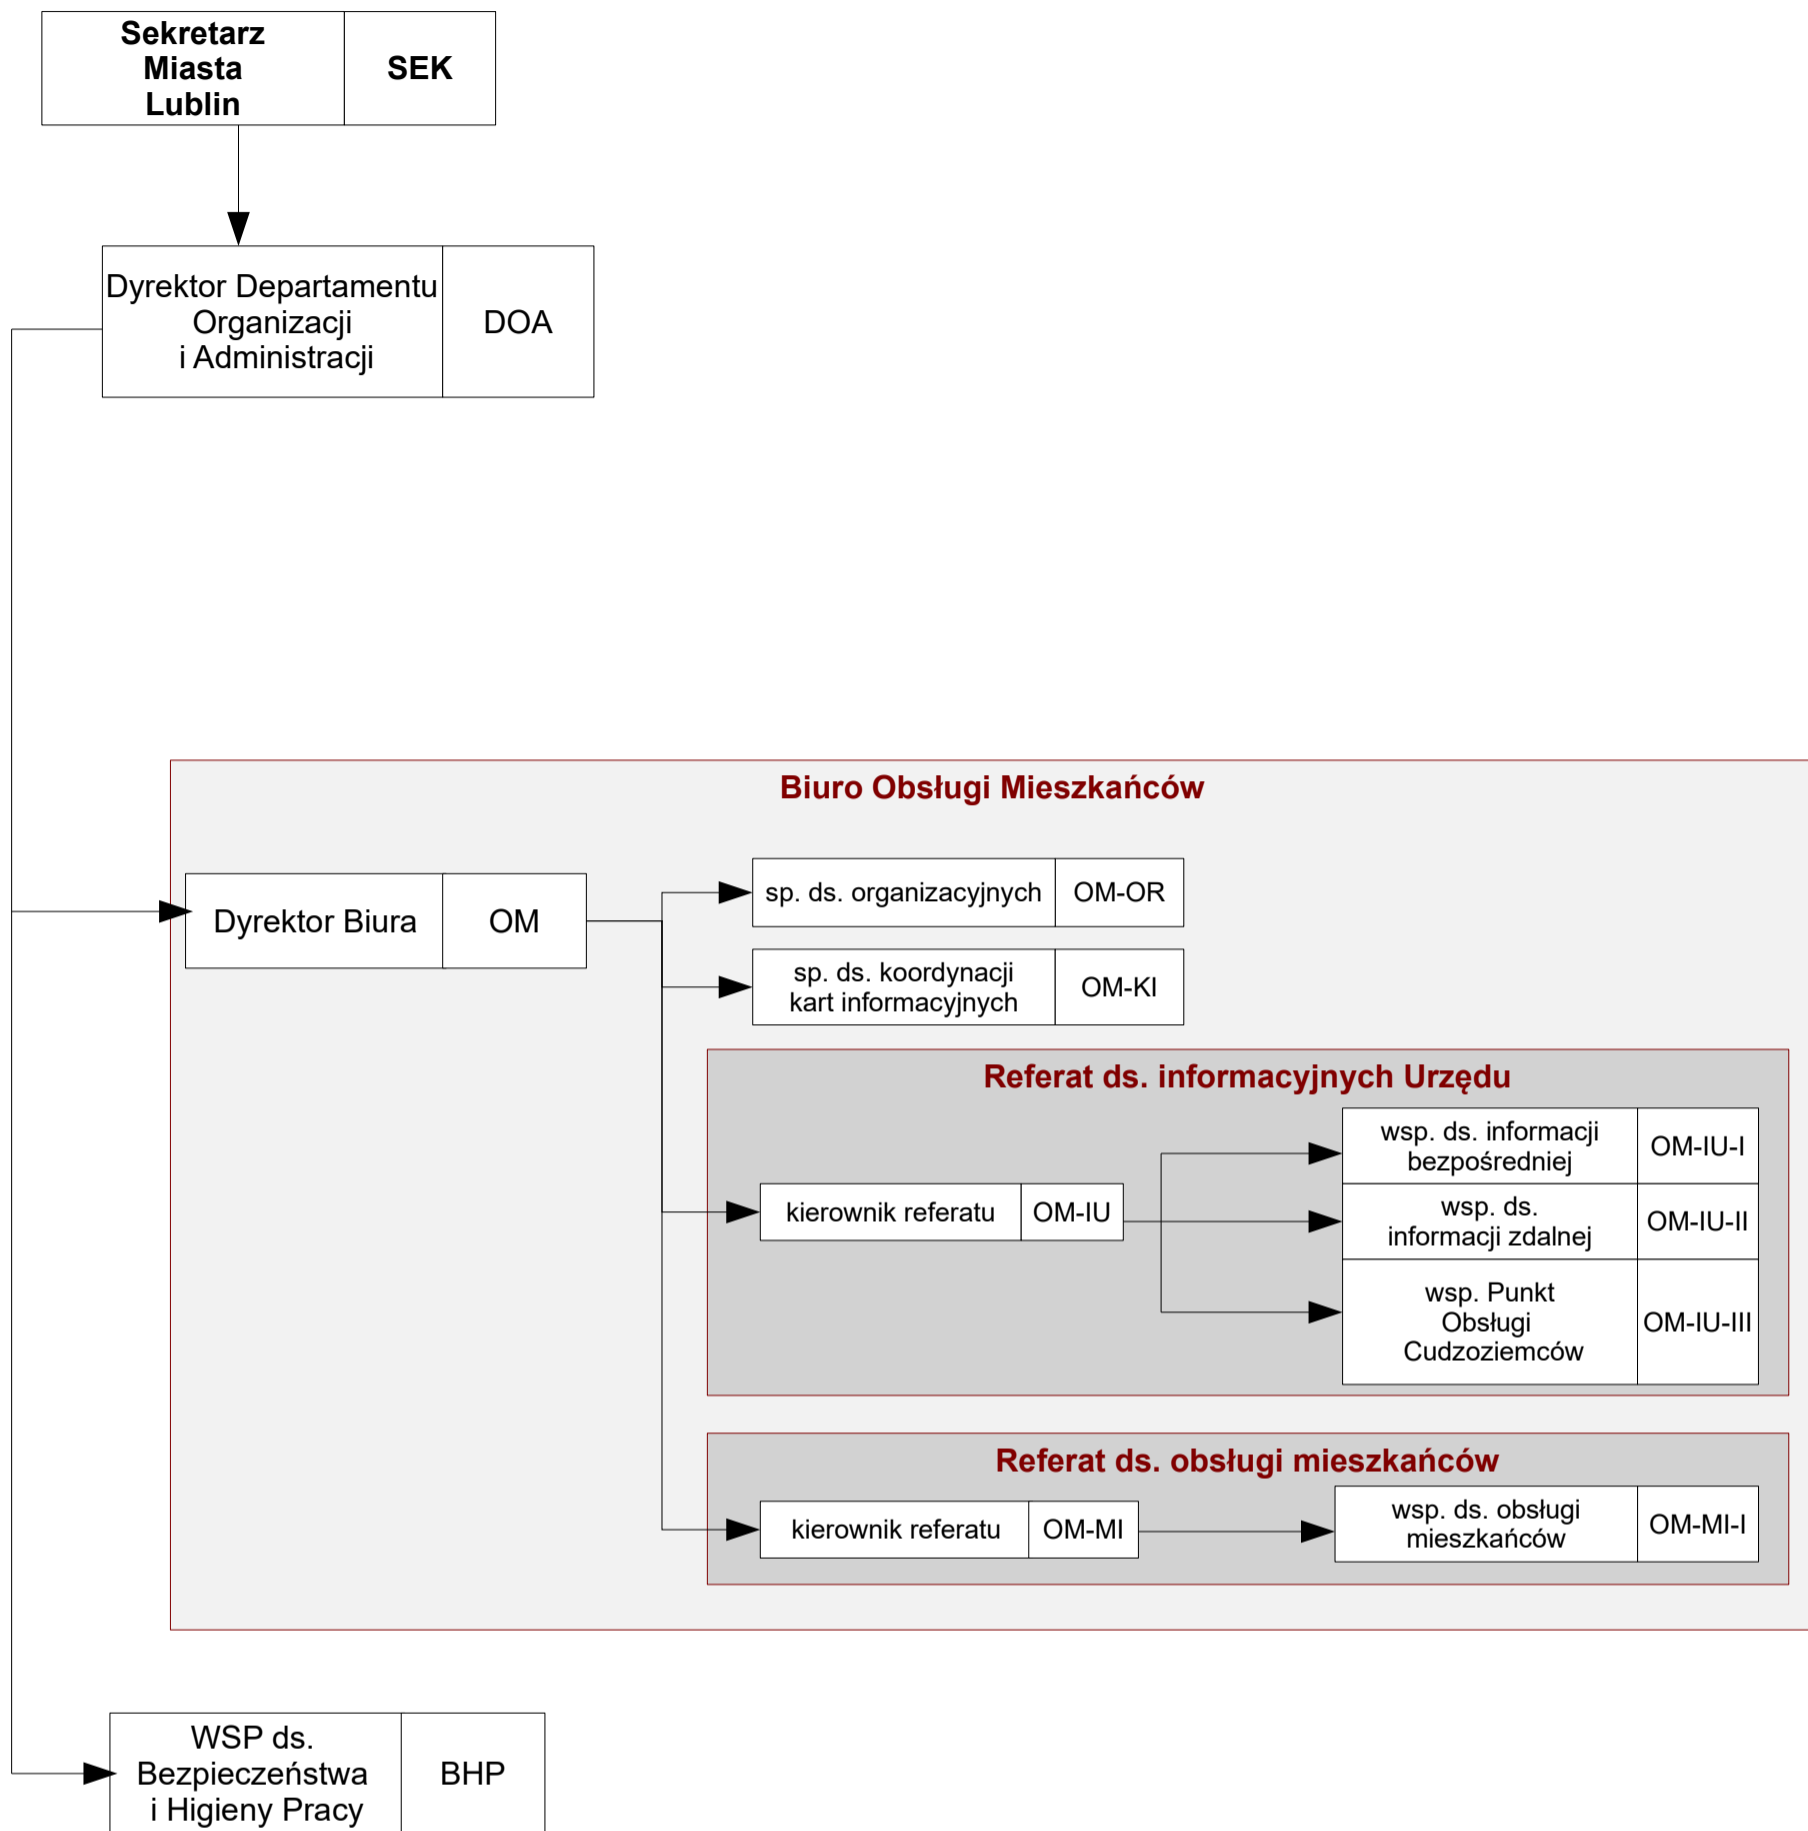 Sekretarz
Miasta
Lublin
SEK
Dyrektor Departamentu
Organizacji
i Administracji
DOA
Biuro Obsługi Mieszkańców
Dyrektor Biura
OM
sp. ds. organizacyjnych
OM-OR
sp. ds. koordynacji
kart informacyjnych
OM-KI
Referat ds. informacyjnych Urzędu
kierownik referatu
OM-IU
wsp. ds. informacji
bezpośredniej
OM-IU-I
wsp. ds.
informacji zdalnej
OM-IU-II
wsp. Punkt
Obsługi
Cudzoziemców
OM-IU-III
Referat ds. obsługi mieszkańców
kierownik referatu
OM-MI
wsp. ds. obsługi
mieszkańców
OM-MI-I
WSP ds.
Bezpieczeństwa
i Higieny Pracy
BHP